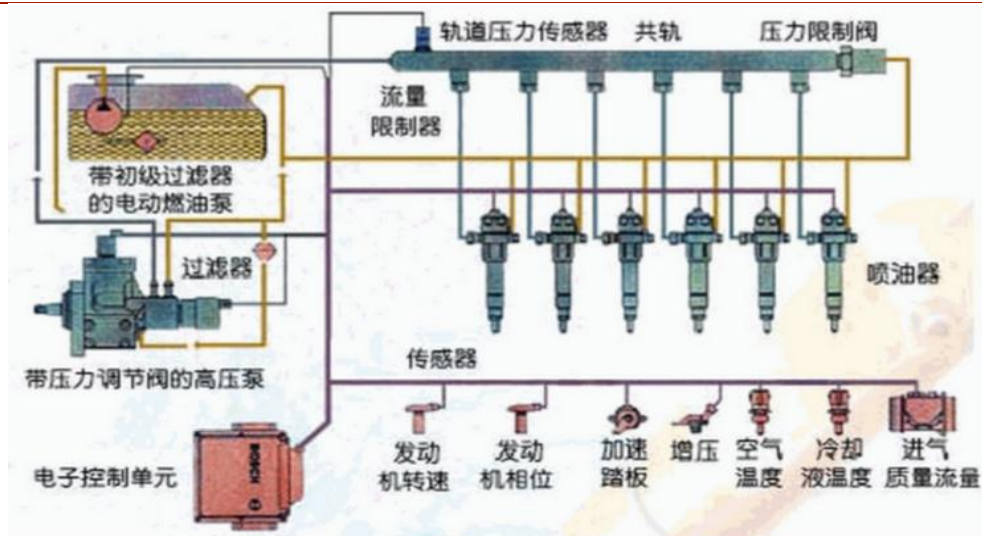 轨道压力传感器
共轨
压力限制阀
流量
限制器
带初级过滤器
的电动燃油泵
过滤器
喷油器
带压力调节阀的高压泵
传感器
发动
机转速
发动
机相位
加速
踏板
增压
空气
温度
冷却
液温度
进气
质量流量
电子控制单元
BOSCH